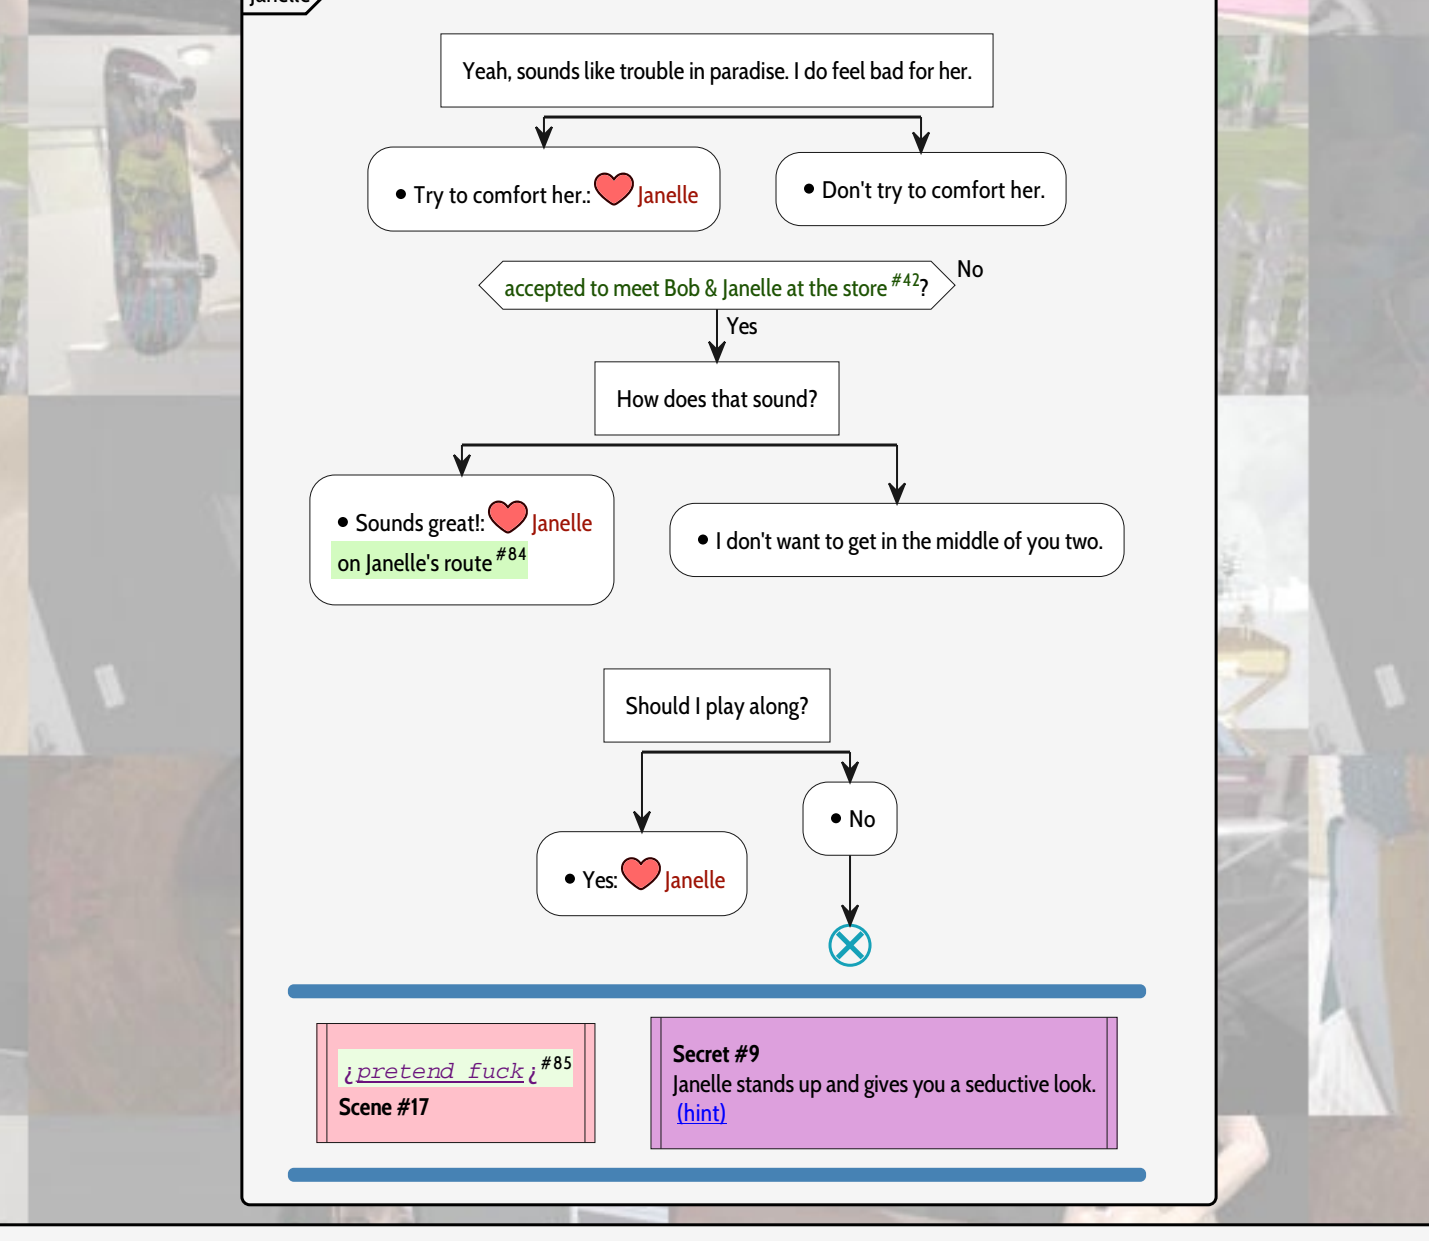 Janelle
Yeah, sounds like trouble in paradise. I do feel bad for her.
• Try to comfort her.: Janelle
• Don't try to comfort her.
accepted to meet Bob & Janelle at the store #42?
No
Yes
How does that sound?
• Sounds great!: Janelle
on Janelle's route #84
• I don't want to get in the middle of you two.
Should I play along?
• No
• Yes: Janelle
¿pretend fuck¿ #85
Scene #17
Secret #9
Janelle stands up and gives you a seductive look.
(hint)